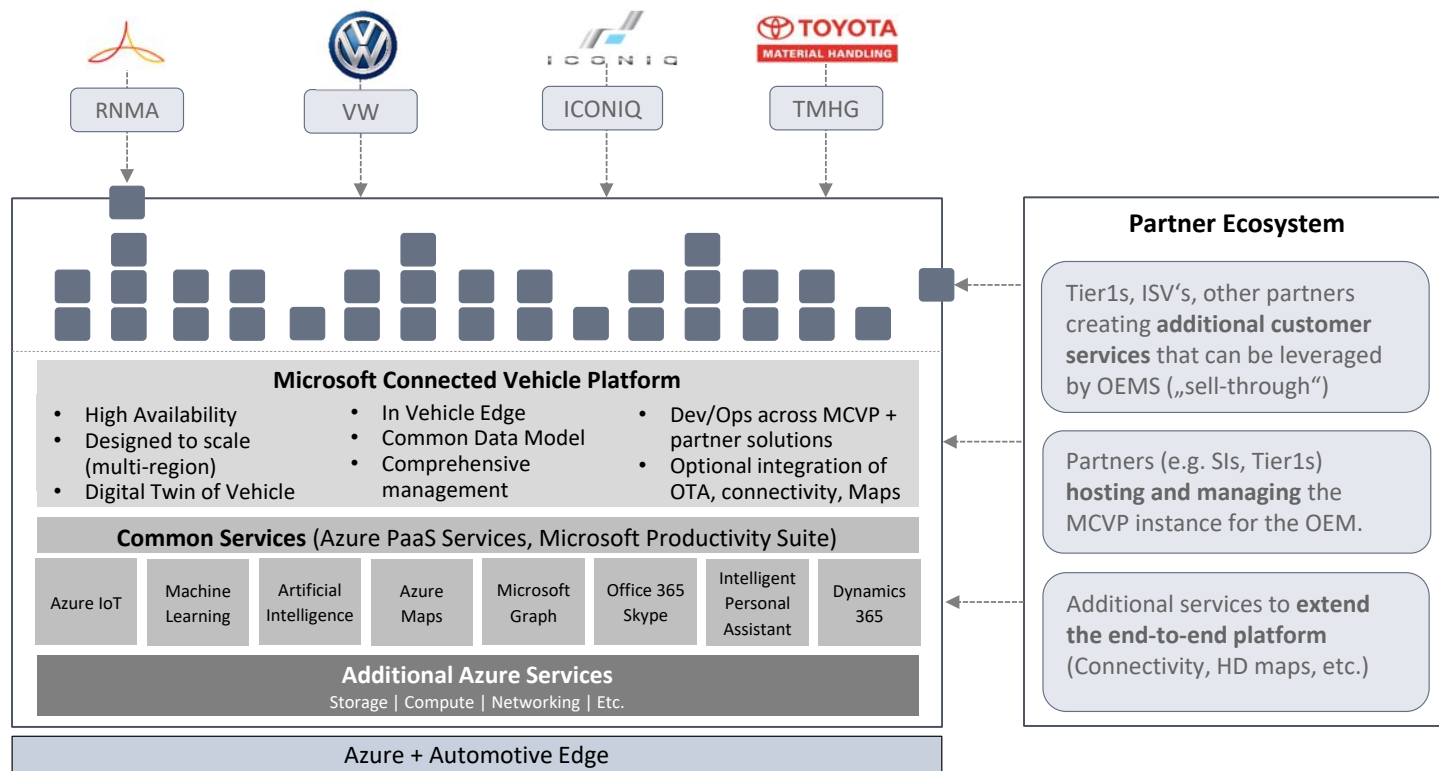 ICONIQ
TOYOTA
MATERIAL HANDLING
RNMA
VW
ICONIQ
TMHG
Partner Ecosystem
Tier1s, ISV‘s, other partners
creating additional customer
services that can be leveraged
by OEMS („sell-through“)
Partners (e.g. SIs, Tier1s)
hosting and managing the
MCVP instance for the OEM.
Additional services to extend
the end-to-end platform
(Connectivity, HD maps, etc.)
Microsoft Connected Vehicle Platform
• High Availability
• Designed to scale
(multi-region)
• Digital Twin of Vehicle
• In Vehicle Edge
• Common Data Model
• Comprehensive
management
• Dev/Ops across MCVP +
partner solutions
• Optional integration of
OTA, connectivity, Maps
Common Services (Azure PaaS Services, Microsoft Productivity Suite)
Azure IoT
Machine
Learning
Artificial
Intelligence
Azure
Maps
Microsoft
Graph
Office 365
Skype
Intelligent
Personal
Assistant
Dynamics
365
Additional Azure Services
Storage | Compute | Networking | Etc.
Azure + Automotive Edge